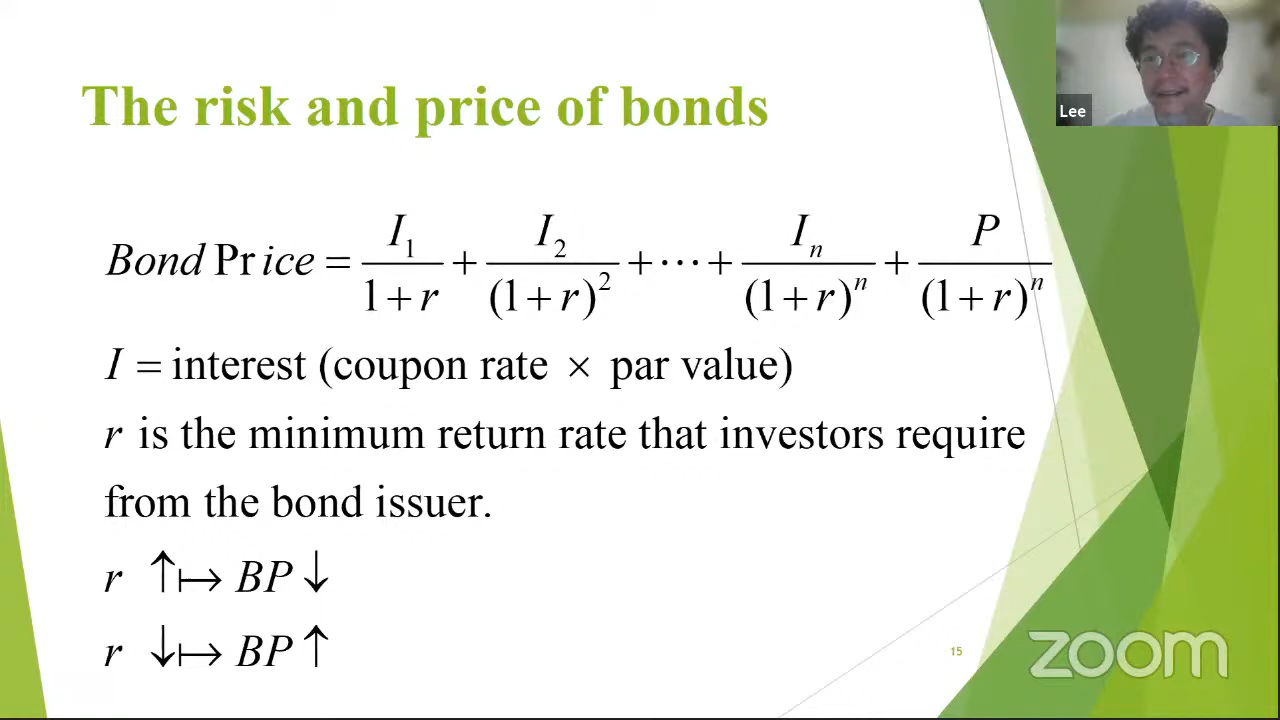 The risk and price of bonds
Lee
Bond Price = I₁/(1 + r) + I₂/(1 + r)² + ⋯ + Iₙ/(1 + r)ⁿ + P/(1 + r)ⁿ
I = interest (coupon rate × par value)
r is the minimum return rate that investors require
from the bond issuer.
r ↑↦ BP ↓
r ↓↦ BP ↑
15
zoom